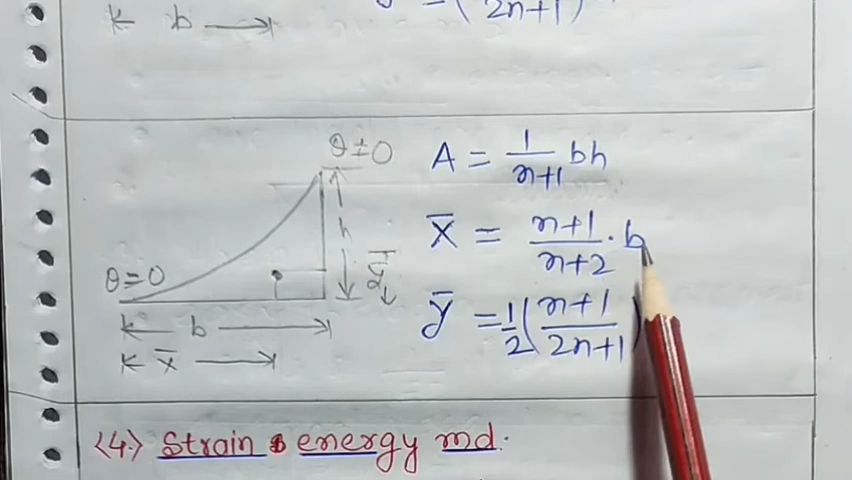 ← b →
= ( 2n+1 )
θ≠0
A = 1/n+1 bh
h
x̄ = n+1/n+2 · b
ȳ
θ=0
ȳ = 1/2 ( n+1/2n+1 )
← b →
← x̄ →
(4.) Strain energy md.